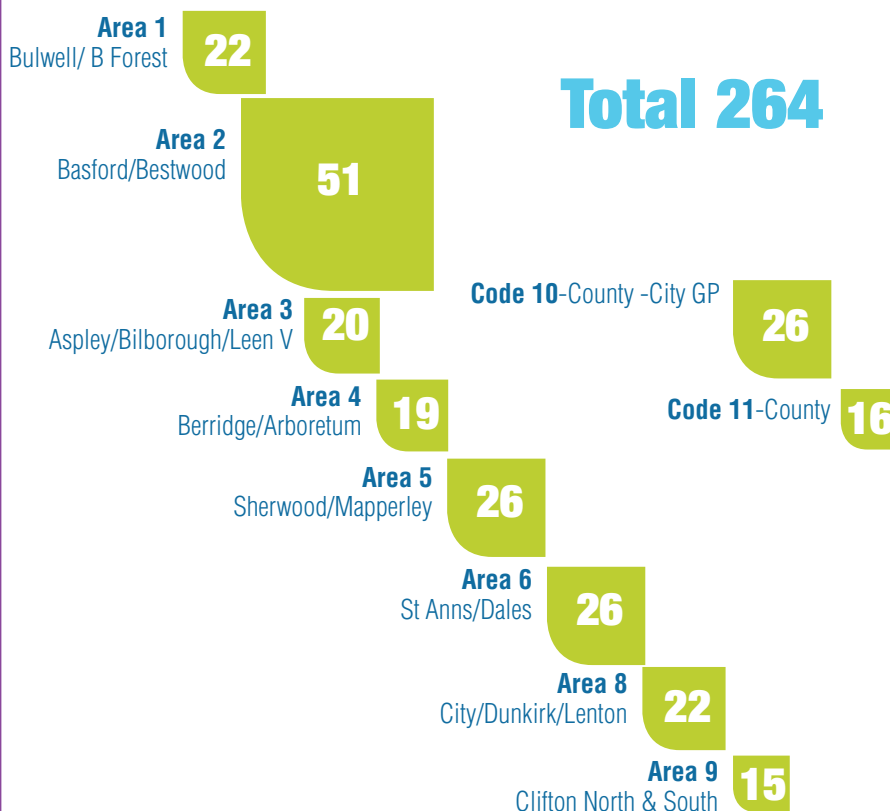 Area 1
Bulwell/ B Forest
22
Total 264
Area 2
Basford/Bestwood
51
Area 3
Aspley/Bilborough/Leen V
20
Code 10-County -City GP
26
Area 4
Berridge/Arboretum
19
Code 11-County
16
Area 5
Sherwood/Mapperley
26
Area 6
St Anns/Dales
26
Area 8
City/Dunkirk/Lenton
22
Area 9
Clifton North & South
15